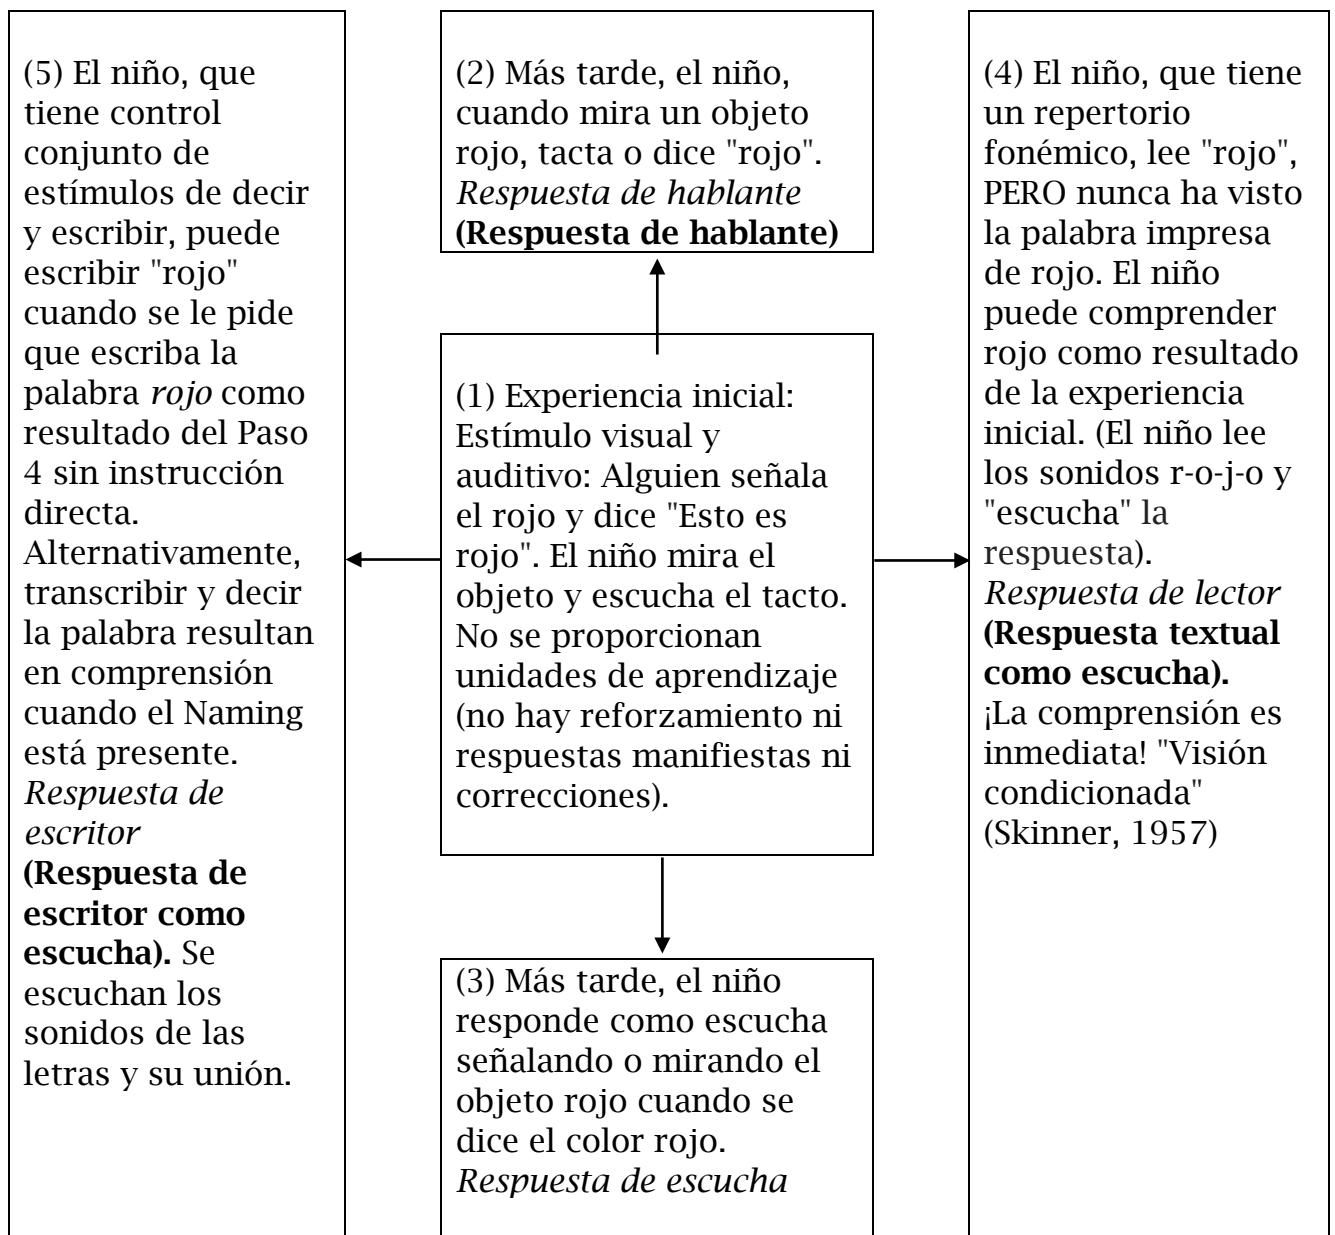 (5) El niño, que
tiene control
conjunto de
estímulos de decir
y escribir, puede
escribir "rojo"
cuando se le pide
que escriba la
palabra rojo como
resultado del Paso
4 sin instrucción
directa.
Alternativamente,
transcribir y decir
la palabra resultan
en comprensión
cuando el Naming
está presente.
Respuesta de
escritor
(Respuesta de
escritor como
escucha). Se
escuchan los
sonidos de las
letras y su unión.
(2) Más tarde, el niño,
cuando mira un objeto
rojo, tacta o dice "rojo".
Respuesta de hablante
(Respuesta de hablante)
(1) Experiencia inicial:
Estímulo visual y
auditivo: Alguien señala
el rojo y dice "Esto es
rojo". El niño mira el
objeto y escucha el tacto.
No se proporcionan
unidades de aprendizaje
(no hay reforzamiento ni
respuestas manifiestas ni
correcciones).
(3) Más tarde, el niño
responde como escucha
señalando o mirando el
objeto rojo cuando se
dice el color rojo.
Respuesta de escucha
(4) El niño, que tiene
un repertorio
fonémico, lee "rojo",
PERO nunca ha visto
la palabra impresa
de rojo. El niño
puede comprender
rojo como resultado
de la experiencia
inicial. (El niño lee
los sonidos r-o-j-o y
"escucha" la
respuesta).
Respuesta de lector
(Respuesta textual
como escucha).
¡La comprensión es
inmediata! "Visión
condicionada"
(Skinner, 1957)